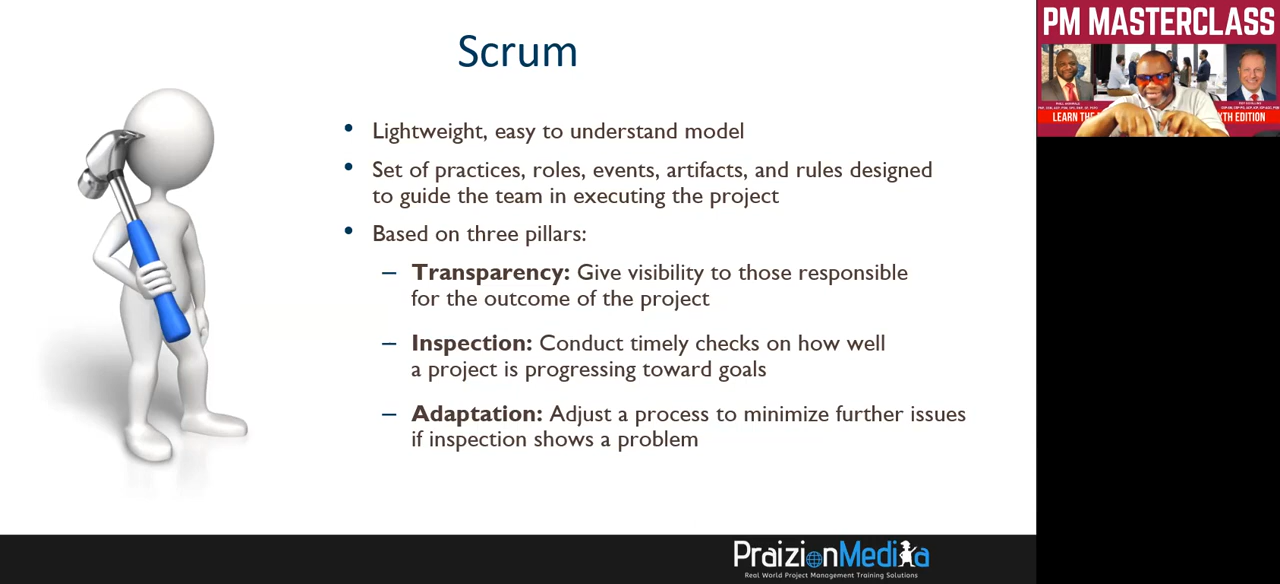 Scrum
• Lightweight, easy to understand model
• Set of practices, roles, events, artifacts, and rules designed
to guide the team in executing the project
• Based on three pillars:
– Transparency: Give visibility to those responsible
for the outcome of the project
– Inspection: Conduct timely checks on how well
a project is progressing toward goals
– Adaptation: Adjust a process to minimize further issues
if inspection shows a problem
PraizionMedia
Real World Project Management Training Solutions
PM MASTERCLASS
LEARN THE
XTH EDITION